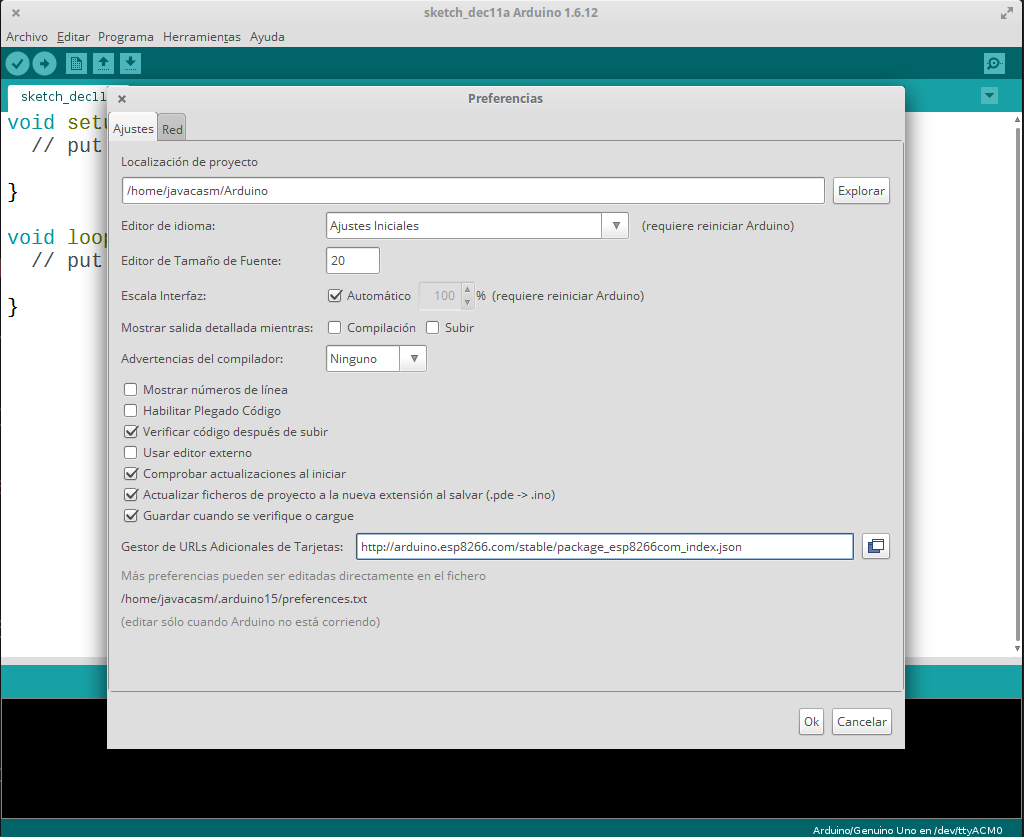 sketch_dec11a Arduino 1.6.12
Archivo Editar Programa Herramientas Ayuda
sketch_dec11
Preferencias
void setu
// put
}
void loop
// put
}
Ajustes Red
Localización de proyecto
/home/javacasm/Arduino Explorar
Editor de idioma: Ajustes Iniciales (requiere reiniciar Arduino)
Editor de Tamaño de Fuente: 20
Escala Interfaz: Automático 100 % (requiere reiniciar Arduino)
Mostrar salida detallada mientras: Compilación Subir
Advertencias del compilador: Ninguno
Mostrar números de línea
Habilitar Plegado Código
Verificar código después de subir
Usar editor externo
Comprobar actualizaciones al iniciar
Actualizar ficheros de proyecto a la nueva extensión al salvar (.pde -> .ino)
Guardar cuando se verifique o cargue
Gestor de URLs Adicionales de Tarjetas: http://arduino.esp8266.com/stable/package_esp8266com_index.json
Más preferencias pueden ser editadas directamente en el fichero
/home/javacasm/.arduino15/preferences.txt
(editar sólo cuando Arduino no está corriendo)
Ok Cancelar
Arduino/Genuino Uno en /dev/ttyACM0